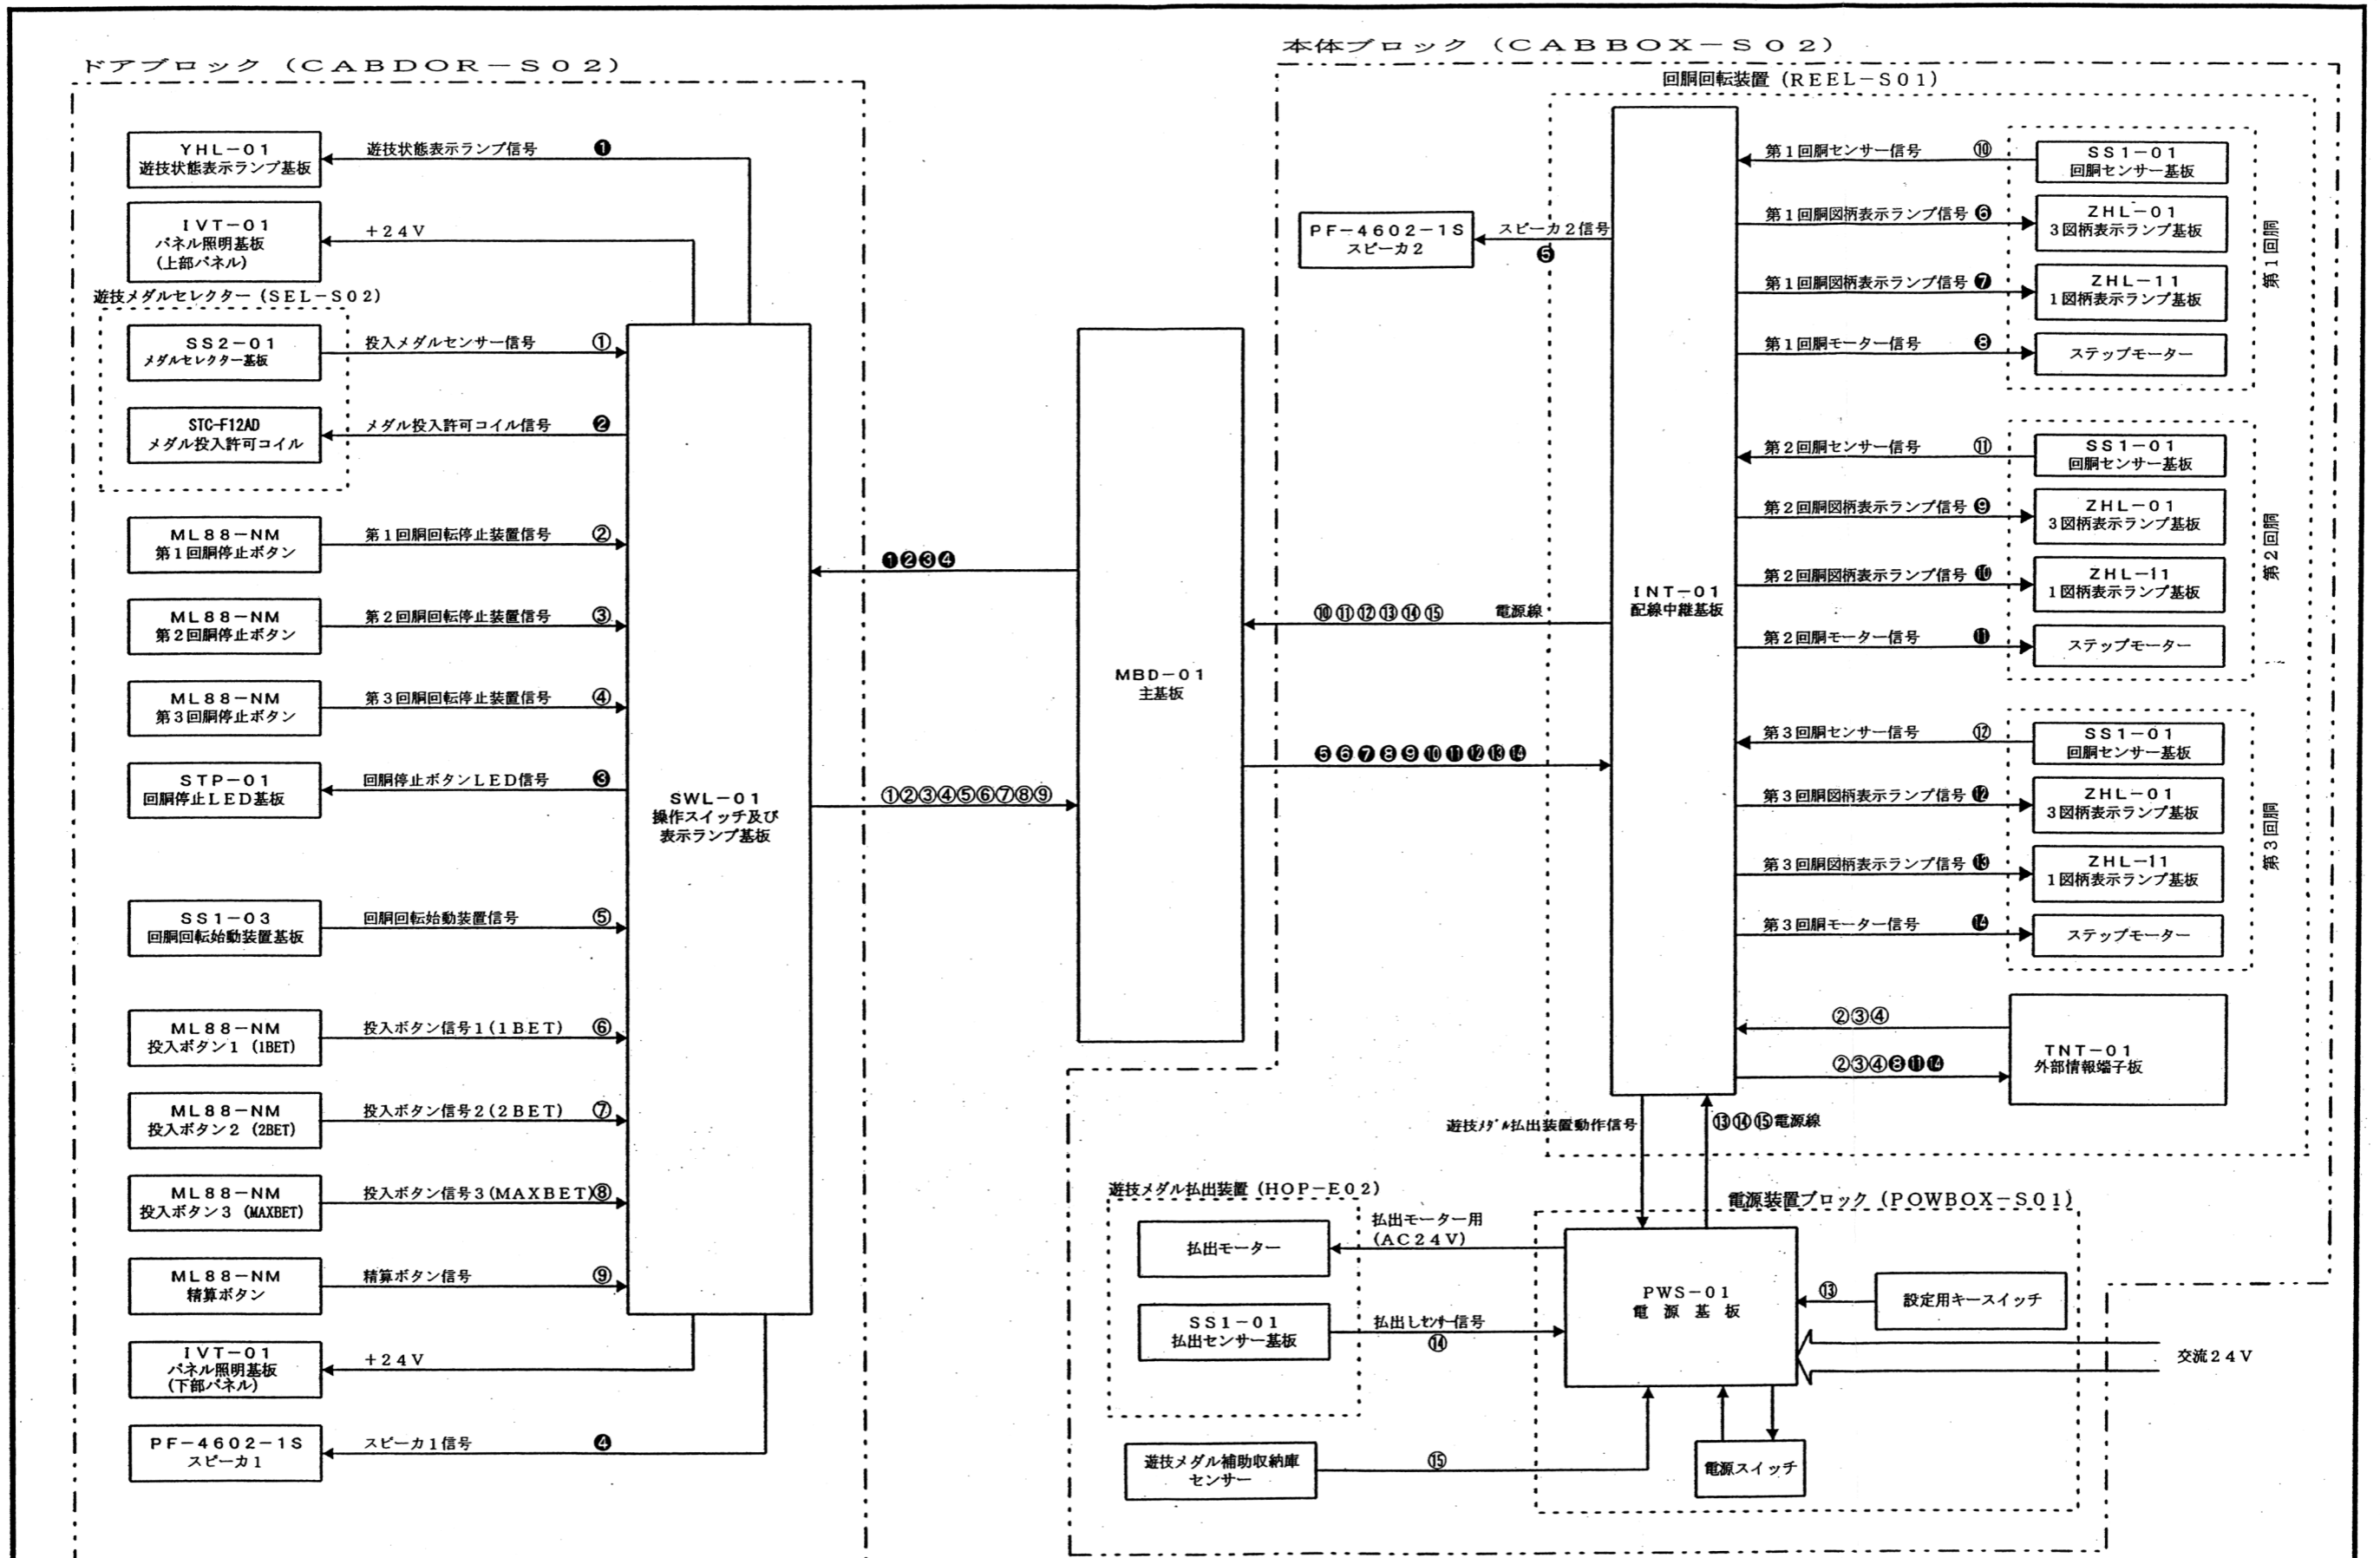 ドアブロック（CABDOR－S02）
YHL－01
遊技状態表示ランプ基板
遊技状態表示ランプ信号 ❶
IVT－01
パネル照明基板
(上部パネル)
＋24V
遊技メダルセレクター（SEL－S02）
SS2－01
メダルセレクター基板
投入メダルセンサー信号 ①
STC-F12AD
メダル投入許可コイル
メダル投入許可コイル信号 ❷
ML88－NM
第1回胴停止ボタン
第1回胴回転停止装置信号 ②
ML88－NM
第2回胴停止ボタン
第2回胴回転停止装置信号 ③
ML88－NM
第3回胴停止ボタン
第3回胴回転停止装置信号 ④
STP－01
回胴停止LED基板
回胴停止ボタンLED信号 ❸
SS1－03
回胴回転始動装置基板
回胴回転始動装置信号 ⑤
ML88－NM
投入ボタン1 (1BET)
投入ボタン信号1(1BET) ⑥
ML88－NM
投入ボタン2 (2BET)
投入ボタン信号2(2BET) ⑦
ML88－NM
投入ボタン3 (MAXBET)
投入ボタン信号3(MAXBET)⑧
ML88－NM
精算ボタン
精算ボタン信号 ⑨
IVT－01
パネル照明基板
(下部パネル)
＋24V
PF－4602－1S
スピーカ1
スピーカ1信号 ❹
SWL－01
操作スイッチ及び
表示ランプ基板
❶❷❸❹
①②③④⑤⑥⑦⑧⑨
MBD－01
主基板
本体ブロック（CABBOX－S02）
回胴回転装置（REEL－S01）
PF－4602－1S
スピーカ2
スピーカ2信号
❺
⑩⑪⑫⑬⑭⑮ 電源線
❺❻❼❽❾❿⓫⓬⓭⓮
INT－01
配線中継基板
第1回胴センサー信号 ⑩
SS1－01
回胴センサー基板
第1回胴図柄表示ランプ信号 ❻
ZHL－01
3図柄表示ランプ基板
第1回胴図柄表示ランプ信号 ❼
ZHL－11
1図柄表示ランプ基板
第1回胴モーター信号 ❽
ステップモーター
第1回胴
第2回胴センサー信号 ⑪
SS1－01
回胴センサー基板
第2回胴図柄表示ランプ信号 ❾
ZHL－01
3図柄表示ランプ基板
第2回胴図柄表示ランプ信号 ❿
ZHL－11
1図柄表示ランプ基板
第2回胴モーター信号 ⓫
ステップモーター
第2回胴
第3回胴センサー信号 ⑫
SS1－01
回胴センサー基板
第3回胴図柄表示ランプ信号 ⓬
ZHL－01
3図柄表示ランプ基板
第3回胴図柄表示ランプ信号 ⓭
ZHL－11
1図柄表示ランプ基板
第3回胴モーター信号 ⓮
ステップモーター
第3回胴
②③④
②③④❽⓫⓮
TNT－01
外部情報端子板
遊技ﾒﾀﾞﾙ払出装置動作信号
⑬⑭⑮電源線
遊技メダル払出装置（HOP－E02）
払出モーター
払出モーター用
(AC24V)
SS1－01
払出センサー基板
払出しｾﾝｻｰ信号
⑭
遊技メダル補助収納庫
センサー
⑮
電源装置ブロック（POWBOX－S01）
PWS－01
電源基板
⑬
設定用キースイッチ
交流24V
電源スイッチ